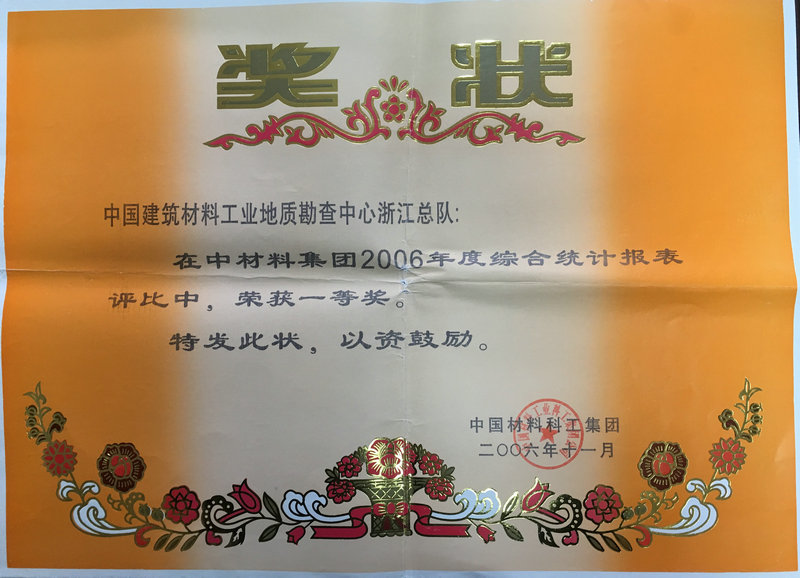 奖状
中国建筑材料工业地质勘查中心浙江总队:
在中材料集团2006年度综合统计报表
评比中，荣获一等奖。
特发此状，以资鼓励。
中国材料科工集团
二〇〇六年十一月